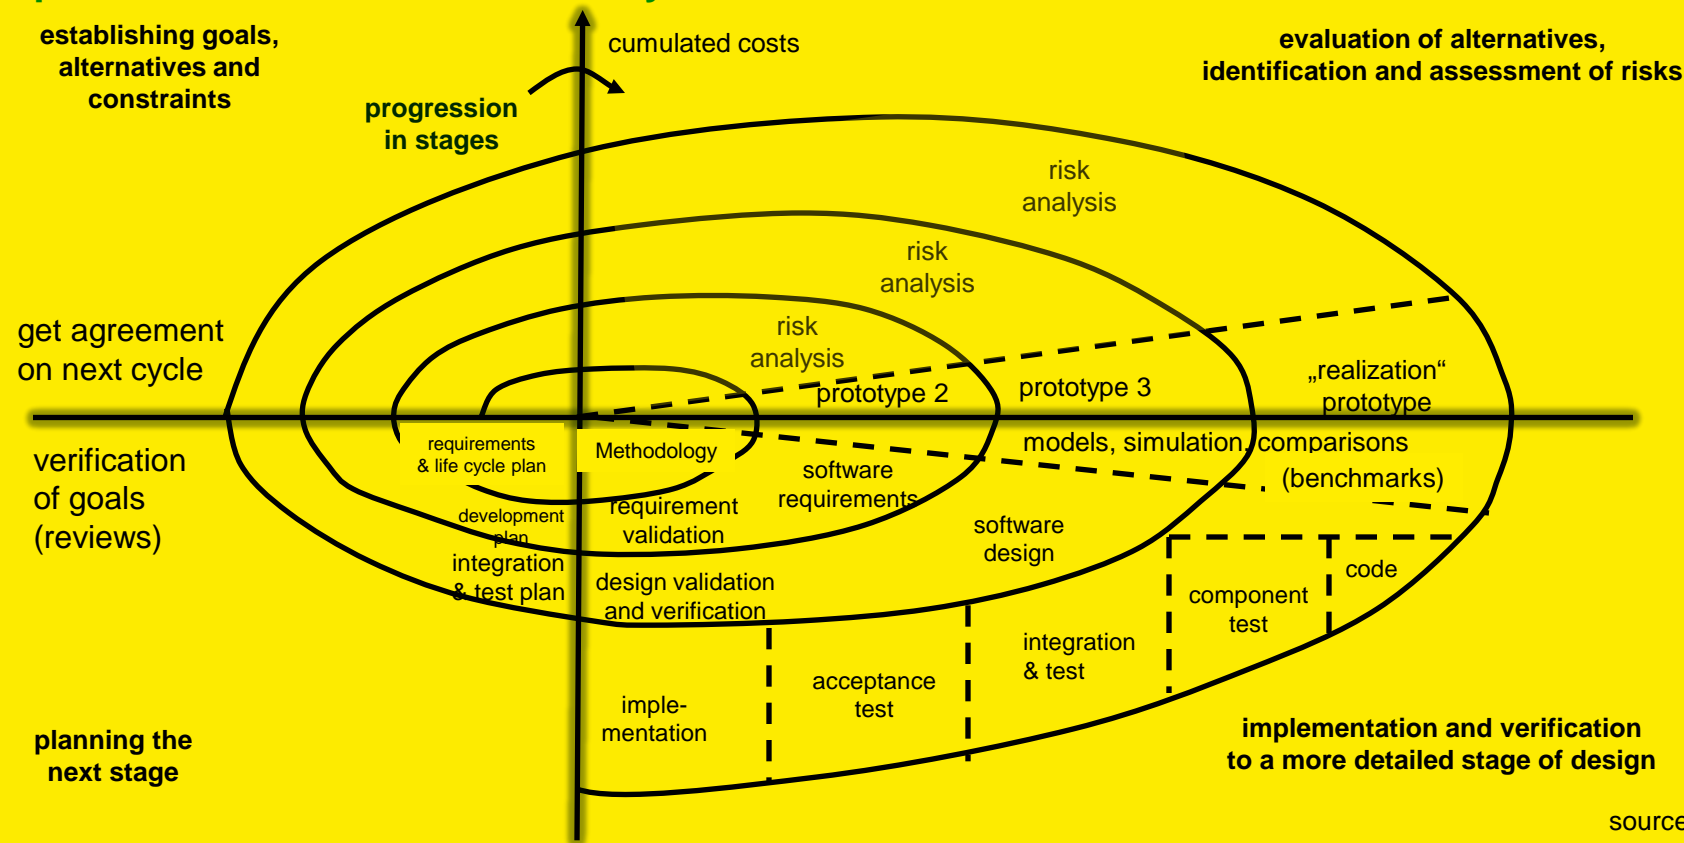 establishing goals,
alternatives and
constraints
cumulated costs
evaluation of alternatives,
identification and assessment of risks
progression
in stages
risk
analysis
risk
analysis
risk
analysis
get agreement
on next cycle
prototype 2
prototype 3
„realization“
prototype
verification
of goals
(reviews)
requirements
& life cycle plan
Methodology
models, simulation, comparisons
(benchmarks)
software
requirements
development
plan
requirement
validation
integration
& test plan
software
design
design validation
and verification
code
component
test
integration
& test
acceptance
test
imple-
mentation
planning the
next stage
implementation and verification
to a more detailed stage of design
source